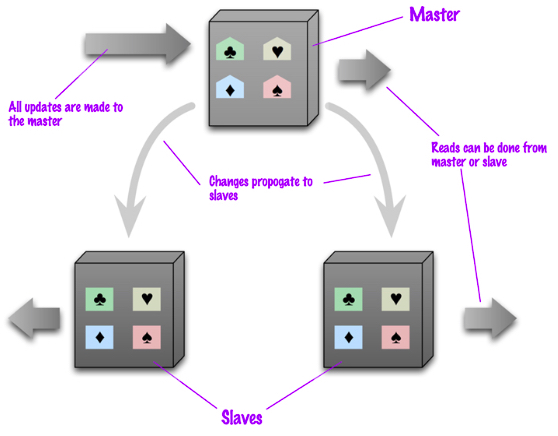 Master
All updates are made to
the master
Reads can be done from
master or slave
Changes propogate to
slaves
Slaves